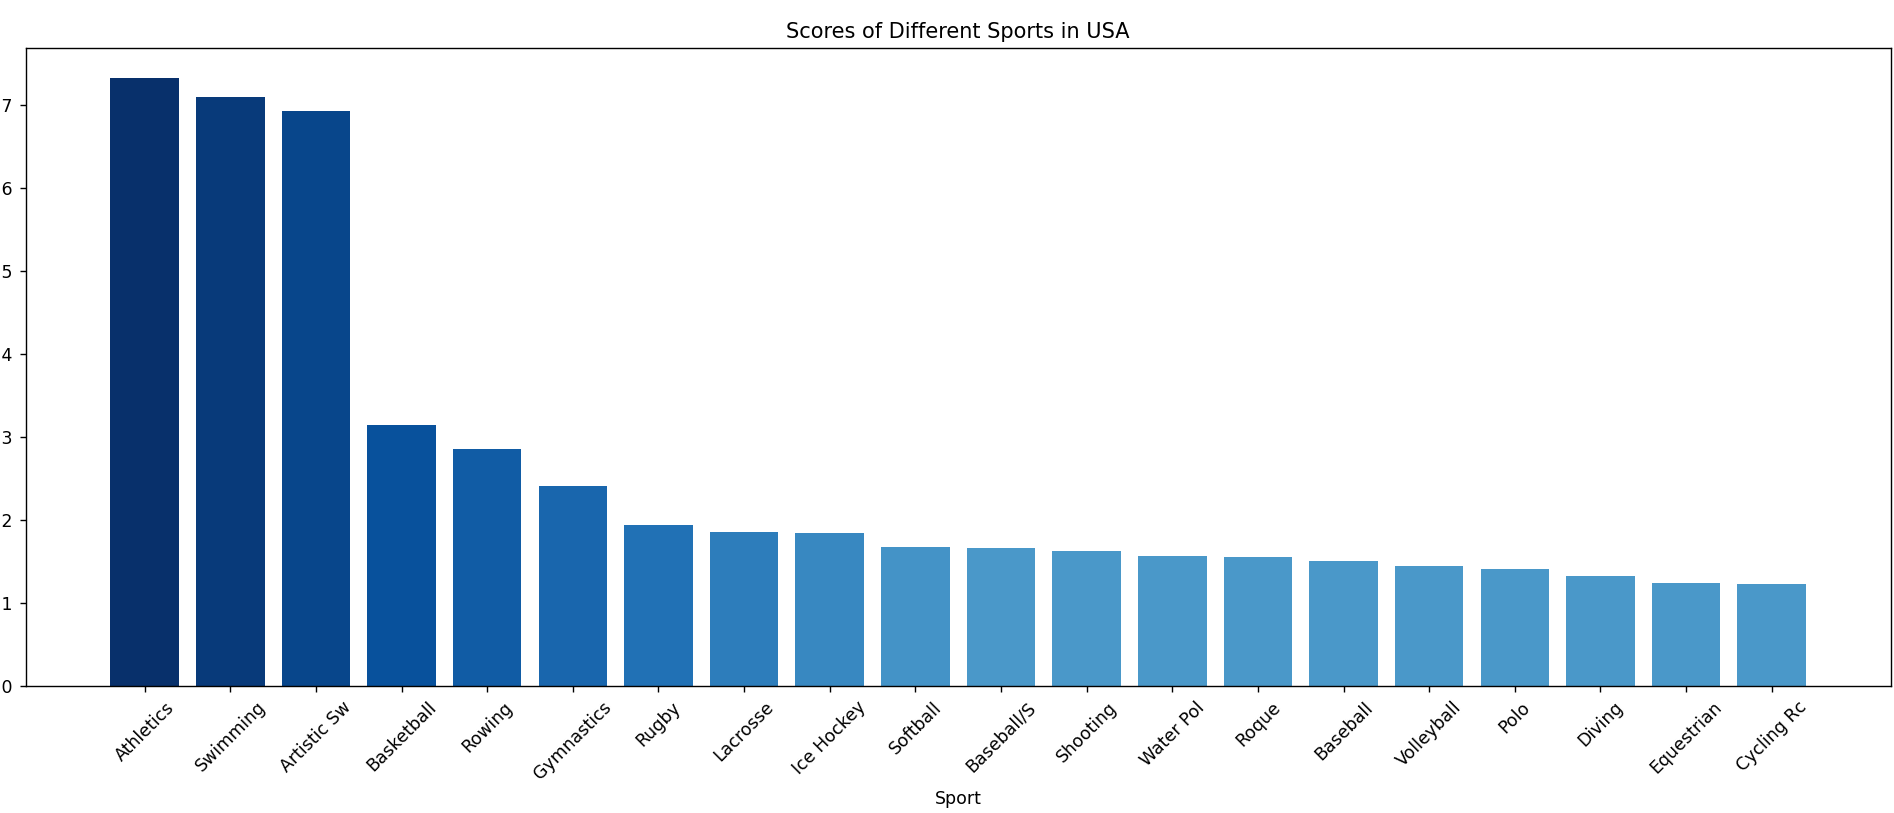 Scores of Different Sports in USA
7
6
5
4
3
2
1
0
Athletics
Swimming
Artistic Sw
Basketball
Rowing
Gymnastics
Rugby
Lacrosse
Ice Hockey
Softball
Baseball/S
Shooting
Water Pol
Roque
Baseball
Volleyball
Polo
Diving
Equestrian
Cycling Rc
Sport